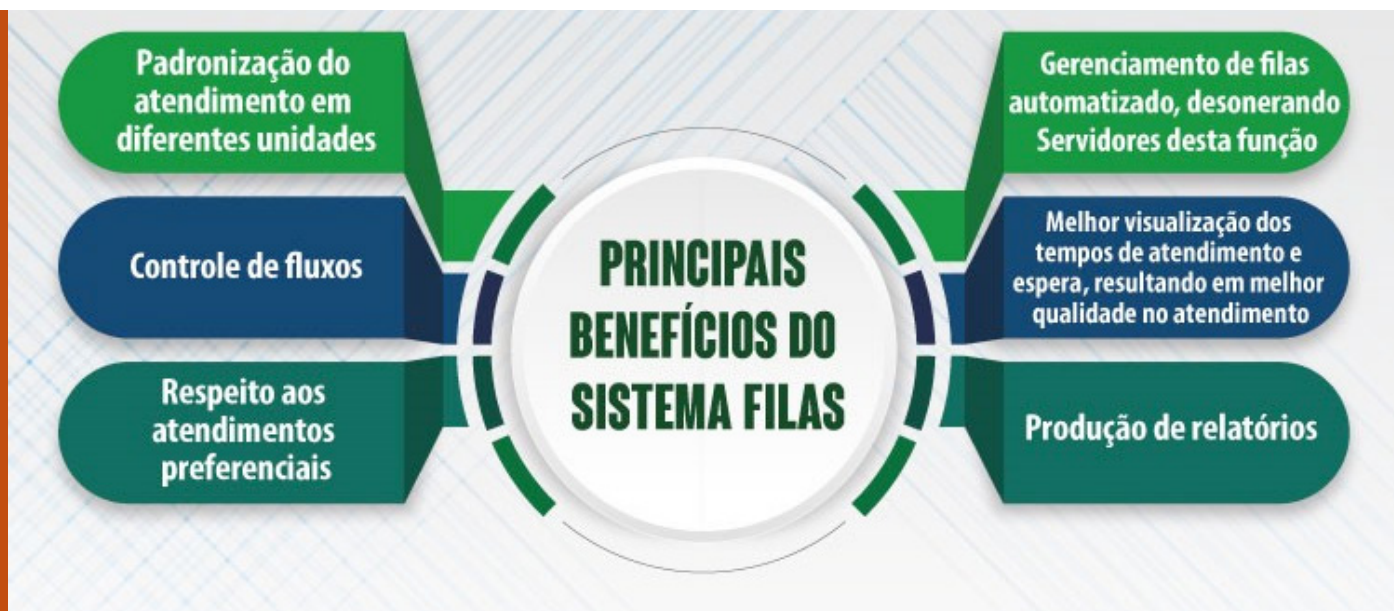 Padronização do
atendimento em
diferentes unidades
Controle de fluxos
Respeito aos
atendimentos
preferenciais
PRINCIPAIS
BENEFÍCIOS DO
SISTEMA FILAS
Gerenciamento de filas
automatizado, desonerando
Servidores desta função
Melhor visualização dos
tempos de atendimento e
espera, resultando em melhor
qualidade no atendimento
Produção de relatórios